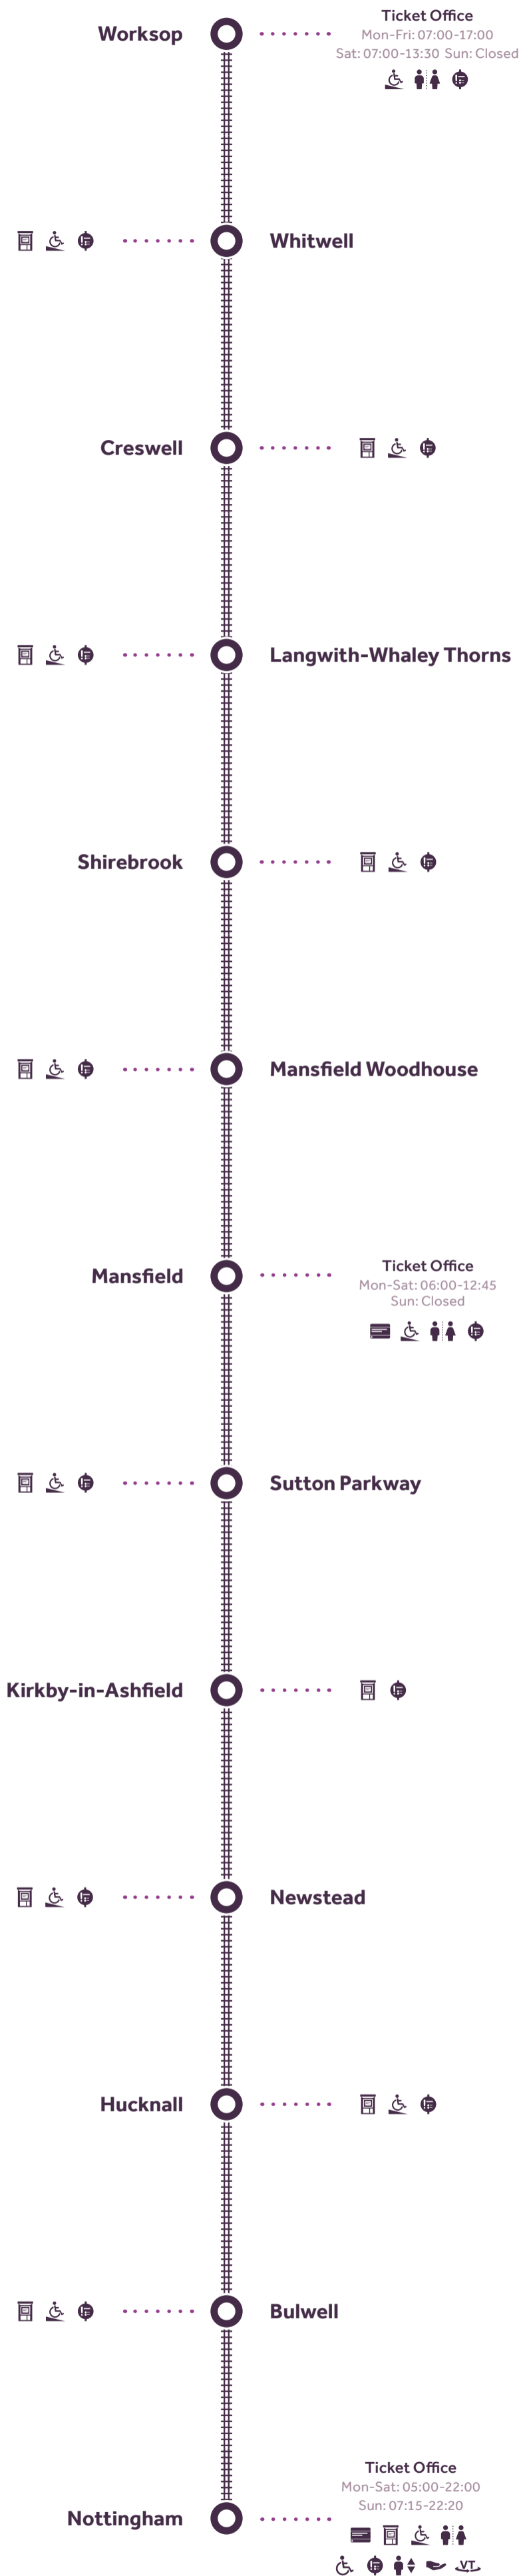 Worksop
Ticket Office
Mon-Fri: 07:00-17:00
Sat: 07:00-13:30 Sun: Closed
Whitwell
Creswell
Langwith-Whaley Thorns
Shirebrook
Mansfield Woodhouse
Mansfield
Ticket Office
Mon-Sat: 06:00-12:45
Sun: Closed
Sutton Parkway
Kirkby-in-Ashfield
Newstead
Hucknall
Bulwell
Ticket Office
Mon-Sat: 05:00-22:00
Sun: 07:15-22:20
Nottingham
VT